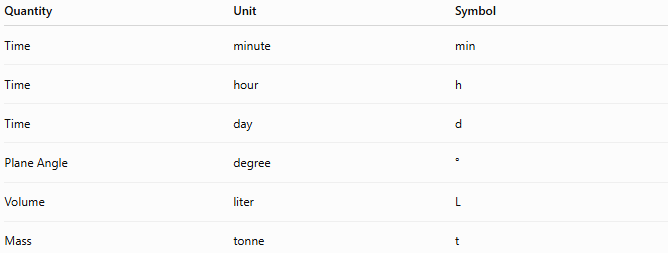 Quantity Unit Symbol
Time minute min
Time hour h
Time day d
Plane Angle degree °
Volume liter L
Mass tonne t